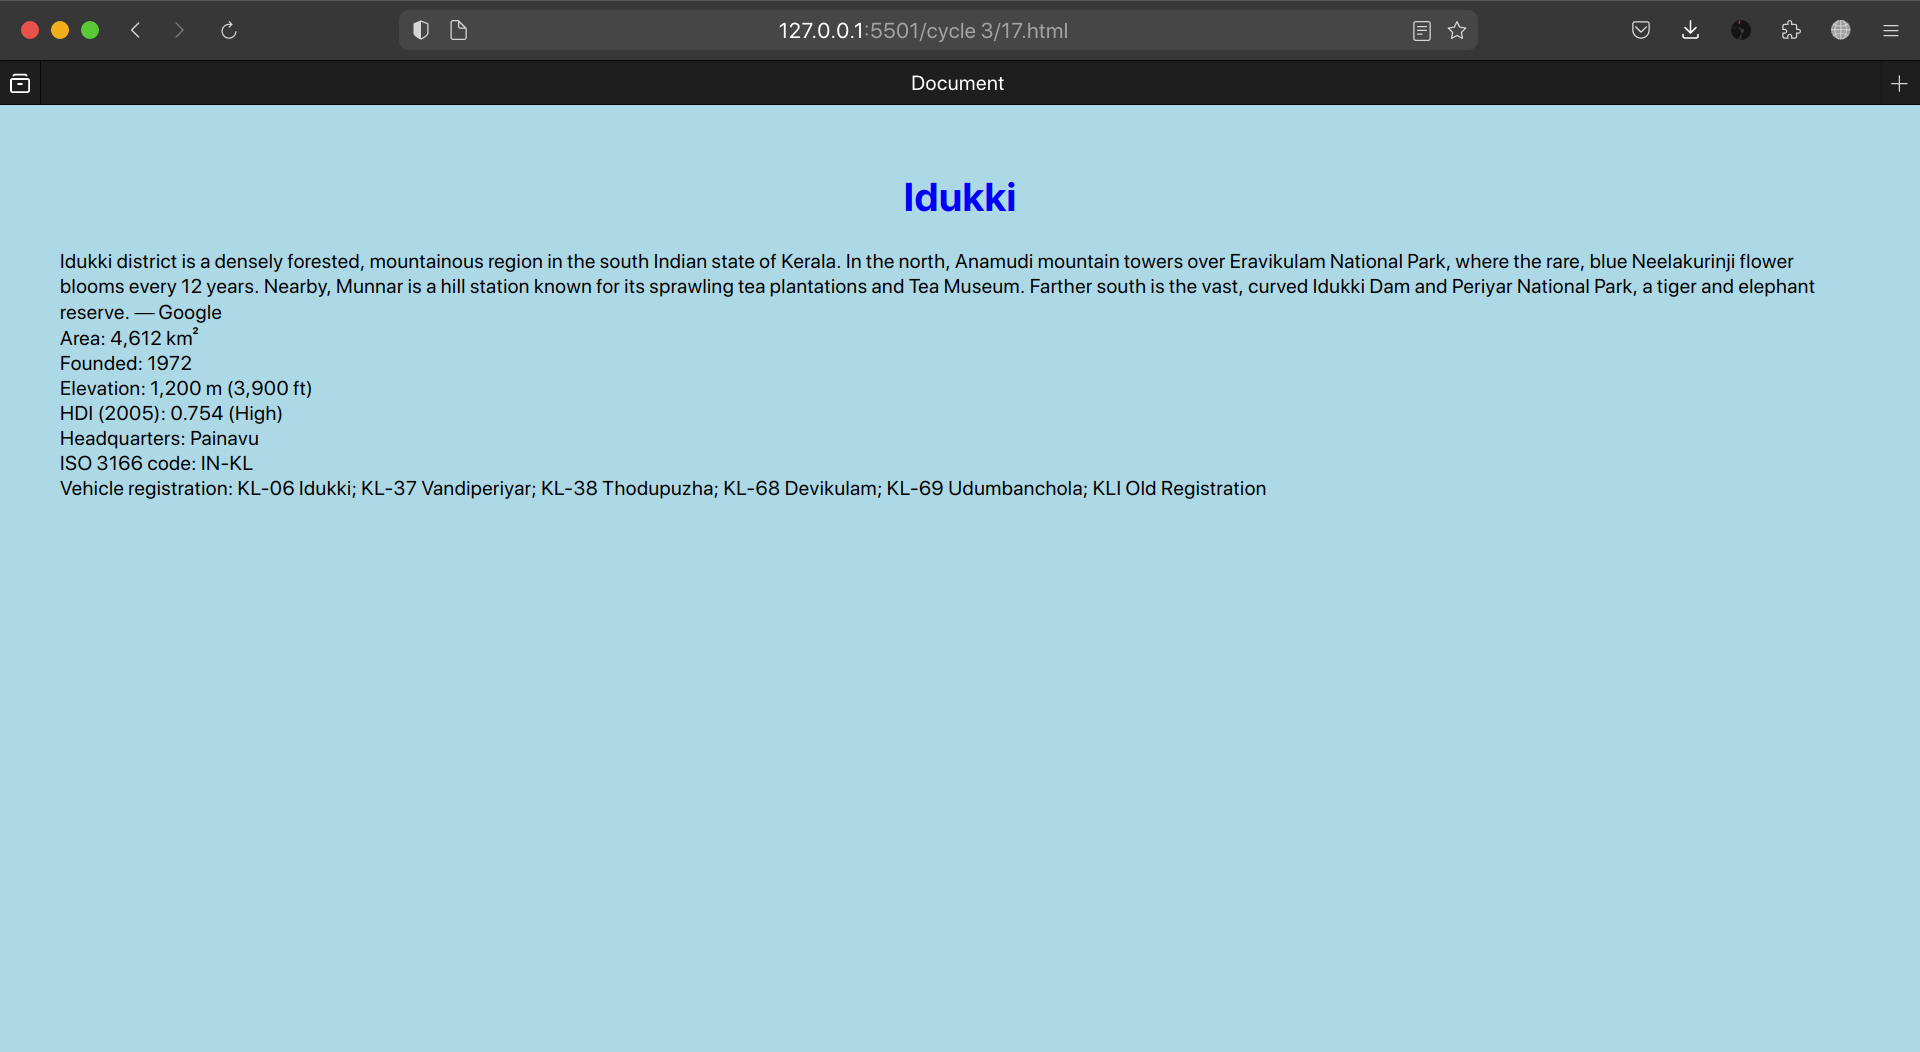 127.0.0.1:5501/cycle 3/17.html
Document
Idukki
Idukki district is a densely forested, mountainous region in the south Indian state of Kerala. In the north, Anamudi mountain towers over Eravikulam National Park, where the rare, blue Neelakurinji flower
blooms every 12 years. Nearby, Munnar is a hill station known for its sprawling tea plantations and Tea Museum. Farther south is the vast, curved Idukki Dam and Periyar National Park, a tiger and elephant
reserve. ― Google
Area: 4,612 km²
Founded: 1972
Elevation: 1,200 m (3,900 ft)
HDI (2005): 0.754 (High)
Headquarters: Painavu
ISO 3166 code: IN-KL
Vehicle registration: KL-06 Idukki; KL-37 Vandiperiyar; KL-38 Thodupuzha; KL-68 Devikulam; KL-69 Udumbanchola; KLI Old Registration